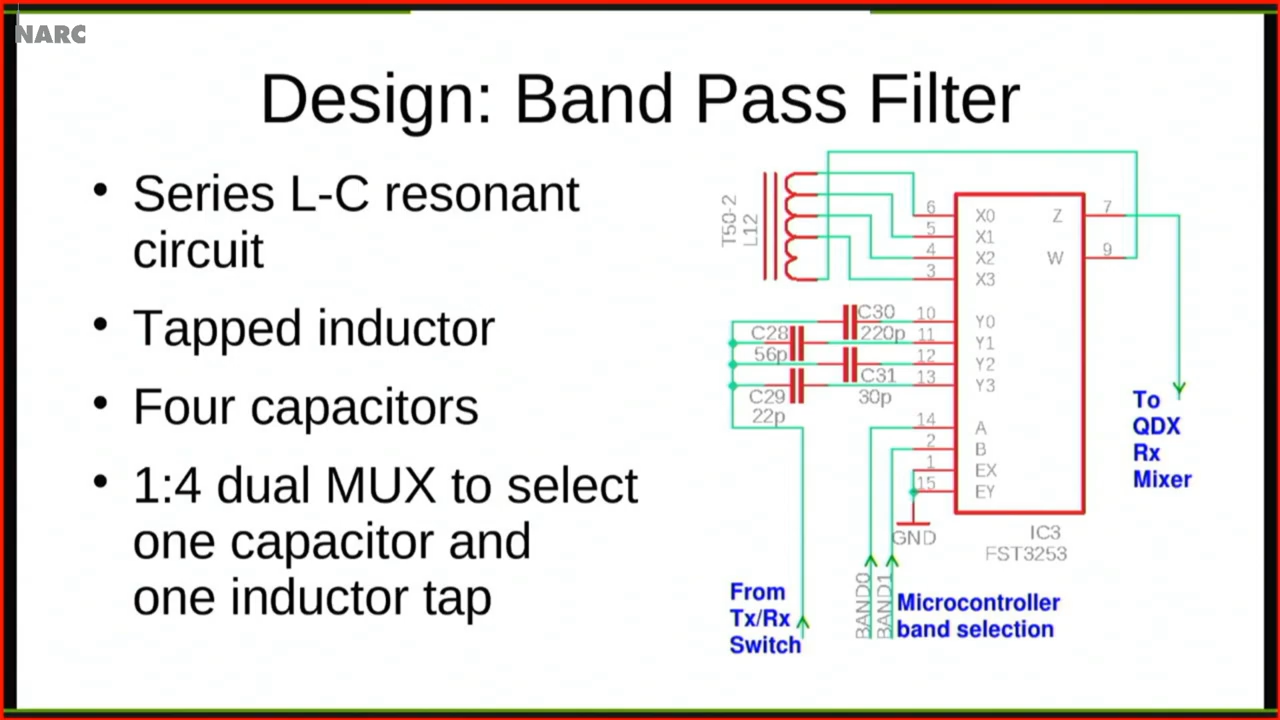 NARC
Design: Band Pass Filter
• Series L-C resonant
circuit
• Tapped inductor
• Four capacitors
• 1:4 dual MUX to select
one capacitor and
one inductor tap
T50-2
L12
6 X0 Z 7
5 X1
4 X2 W 9
3 X3
C30
220p
10 Y0
C28
56p
11 Y1
12 Y2
C31
30p
13 Y3
C29
22p
14 A
2 B
1 EX
15 EY
GND
IC3
FST3253
To
QDX
Rx
Mixer
From
Tx/Rx
Switch
BAND0
BAND1
Microcontroller
band selection